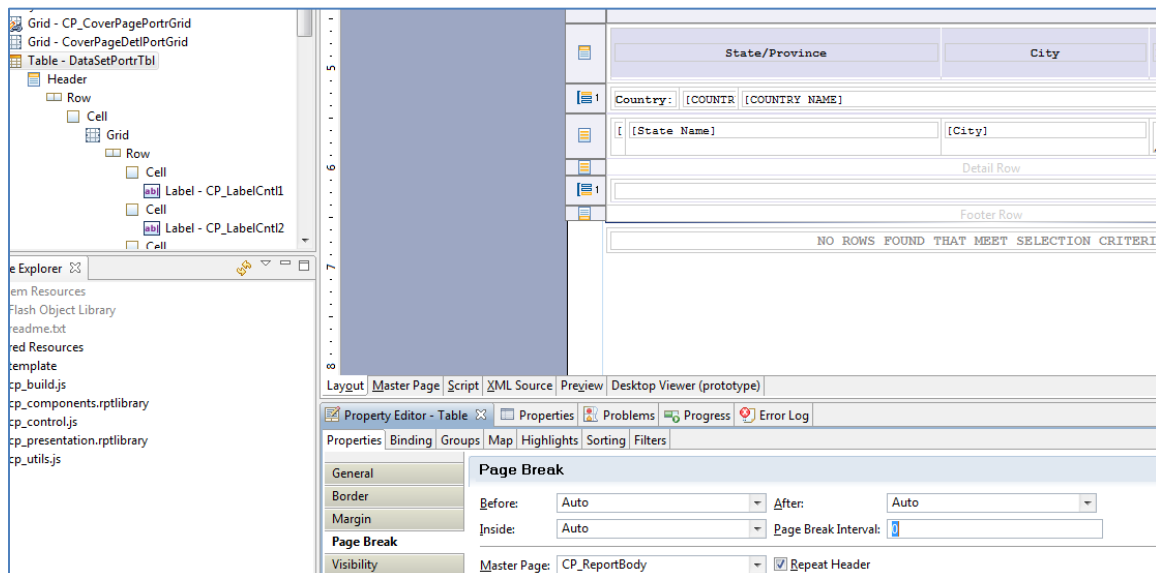 Grid - CP_CoverPagePortrGrid
Grid - CoverPageDetlPortGrid
Table - DataSetPortrTbl
Header
Row
Cell
Grid
Row
Cell
Label - CP_LabelCntl1
Cell
Label - CP_LabelCntl2
Cell
e Explorer
em Resources
Flash Object Library
readme.txt
red Resources
template
cp_build.js
cp_components.rptlibrary
cp_control.js
cp_presentation.rptlibrary
cp_utils.js
5
6
7
8
State/Province City
1 Country: [COUNTR [COUNTRY NAME]
[ [State Name] [City]
Detail Row
1
Footer Row
NO ROWS FOUND THAT MEET SELECTION CRITERI
Layout Master Page Script XML Source Preview Desktop Viewer (prototype)
Property Editor - Table Properties Problems Progress Error Log
Properties Binding Groups Map Highlights Sorting Filters
General
Border
Margin
Page Break
Visibility
Page Break
Before: Auto After: Auto
Inside: Auto Page Break Interval: 0
Master Page: CP_ReportBody Repeat Header